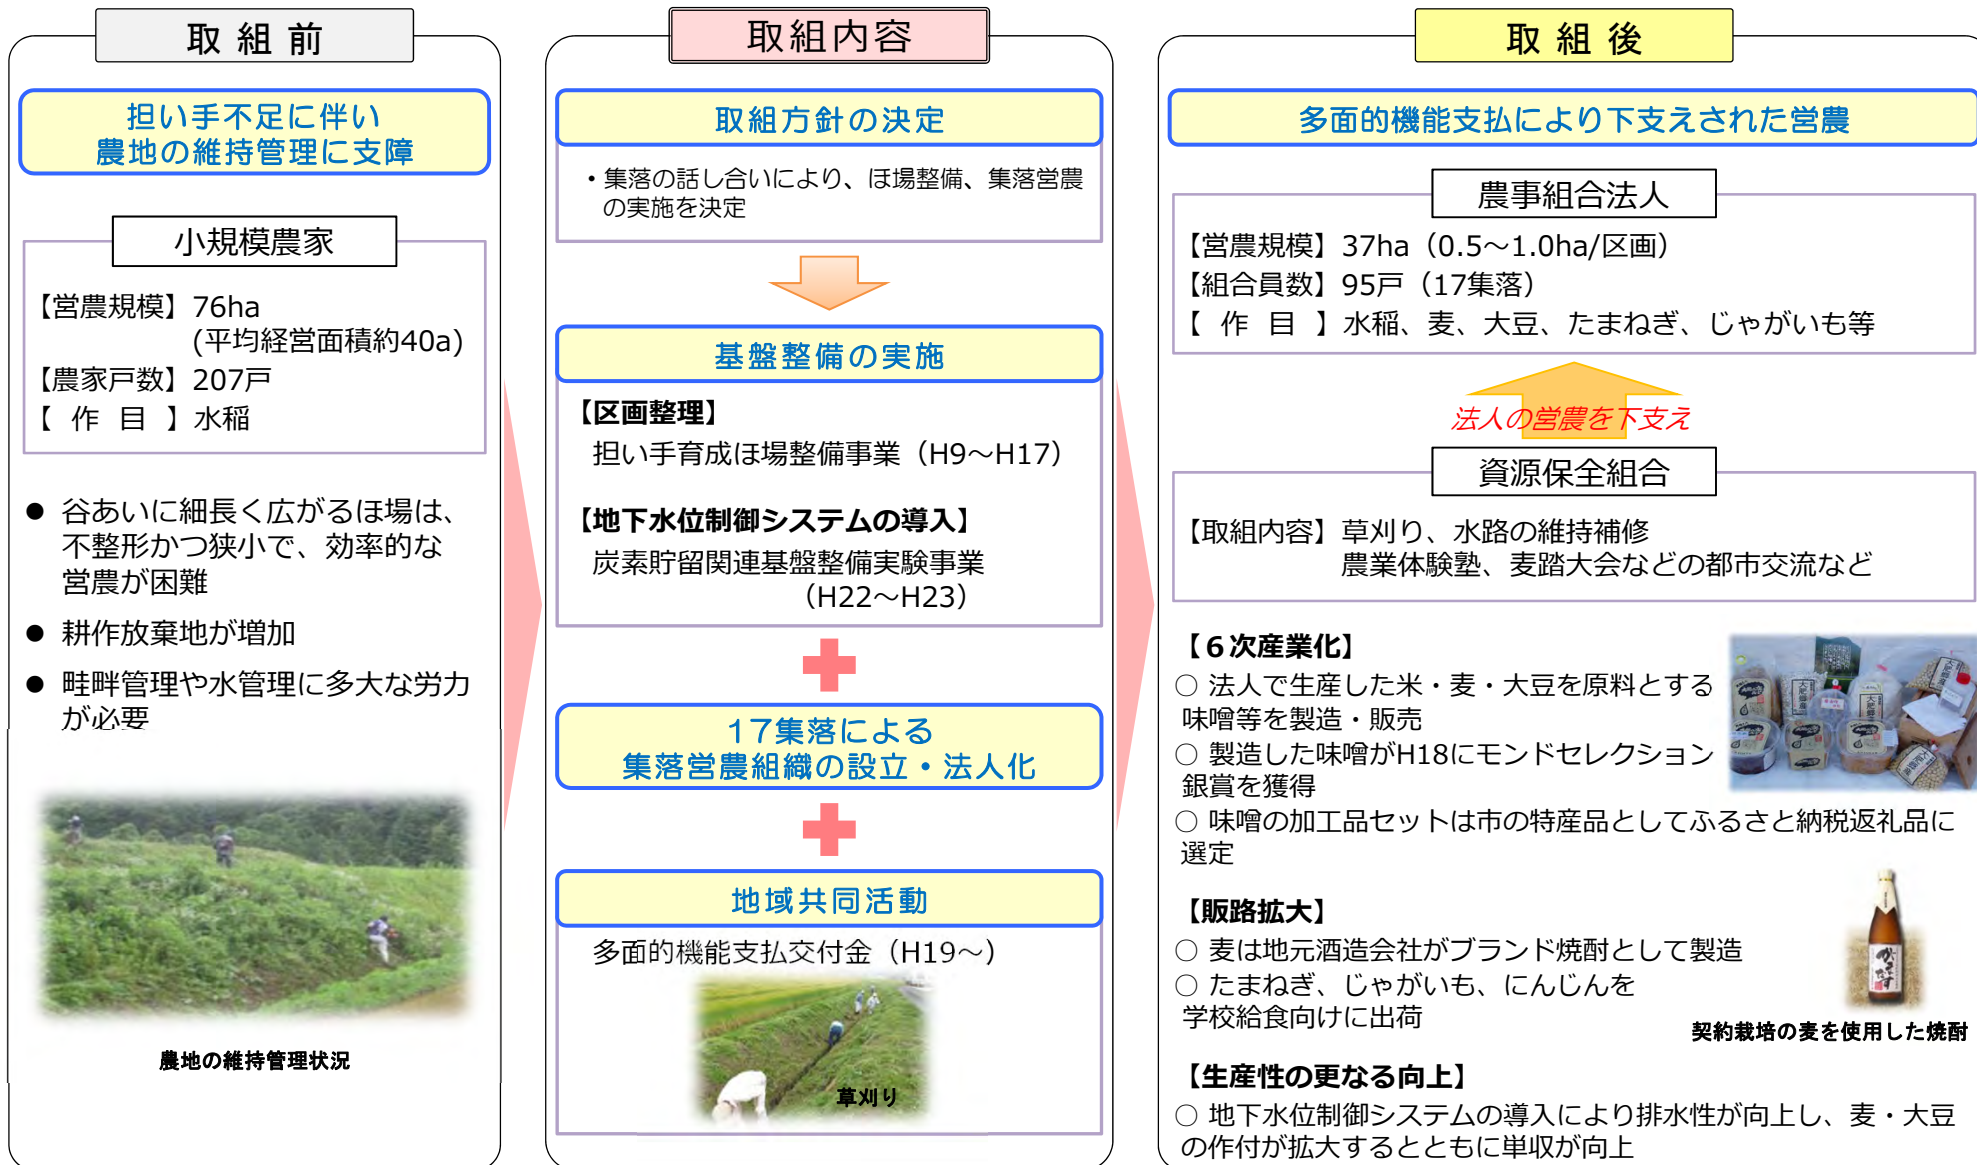 取組前
担い手不足に伴い
農地の維持管理に支障
小規模農家
【営農規模】76ha
(平均経営面積約40a)
【農家戸数】207戸
【 作 目 】水稲
● 谷あいに細長く広がるほ場は、
不整形かつ狭小で、効率的な
営農が困難
● 耕作放棄地が増加
● 畦畔管理や水管理に多大な労力
が必要
農地の維持管理状況
取組内容
取組方針の決定
・集落の話し合いにより、ほ場整備、集落営農
の実施を決定
基盤整備の実施
【区画整理】
担い手育成ほ場整備事業（H9～H17）
【地下水位制御システムの導入】
炭素貯留関連基盤整備実験事業
（H22～H23）
17集落による
集落営農組織の設立・法人化
地域共同活動
多面的機能支払交付金（H19～）
草刈り
取組後
多面的機能支払により下支えされた営農
農事組合法人
【営農規模】37ha（0.5～1.0ha/区画）
【組合員数】95戸（17集落）
【 作 目 】水稲、麦、大豆、たまねぎ、じゃがいも等
法人の営農を下支え
資源保全組合
【取組内容】草刈り、水路の維持補修
農業体験塾、麦踏大会などの都市交流など
【６次産業化】
○ 法人で生産した米・麦・大豆を原料とする
味噌等を製造・販売
○ 製造した味噌がH18にモンドセレクション
銀賞を獲得
○ 味噌の加工品セットは市の特産品としてふるさと納税返礼品に
選定
【販路拡大】
○ 麦は地元酒造会社がブランド焼酎として製造
○ たまねぎ、じゃがいも、にんじんを
学校給食向けに出荷
契約栽培の麦を使用した焼酎
【生産性の更なる向上】
○ 地下水位制御システムの導入により排水性が向上し、麦・大豆
の作付が拡大するとともに単収が向上